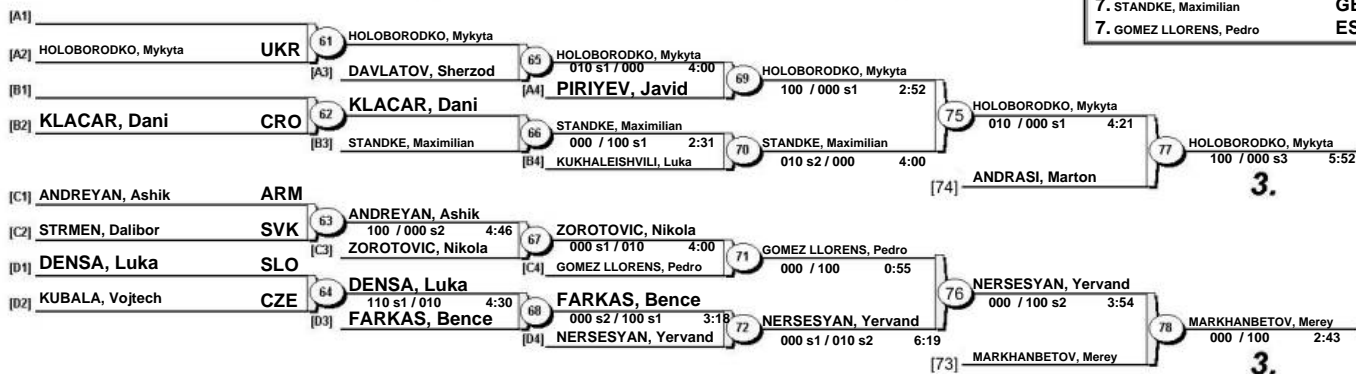 7. STANDKE, Maximilian
7. GOMEZ LLORENS, Pedro ES
[A1]
[A2] HOLOBORODKO, Mykyta UKR
61
HOLOBORODKO, Mykyta
[A3] DAVLATOV, Sherzod
65
HOLOBORODKO, Mykyta
010 s1 / 000 4:00
[A4] PIRIYEV, Javid
69
HOLOBORODKO, Mykyta
100 / 000 s1 2:52
[B1]
[B2] KLACAR, Dani CRO
62
KLACAR, Dani
[B3] STANDKE, Maximilian
66
STANDKE, Maximilian
000 / 100 s1 2:31
[B4] KUKHALEISHVILI, Luka
70
STANDKE, Maximilian
010 s2 / 000 4:00
75
HOLOBORODKO, Mykyta
010 / 000 s1 4:21
[74] ANDRASI, Marton
77
HOLOBORODKO, Mykyta
100 / 000 s3 5:52
3.
[C1] ANDREYAN, Ashik ARM
[C2] STRMEN, Dalibor SVK
63
ANDREYAN, Ashik
100 / 000 s2 4:46
[C3] ZOROTOVIC, Nikola
67
ZOROTOVIC, Nikola
000 s1 / 010 4:00
[C4] GOMEZ LLORENS, Pedro
71
GOMEZ LLORENS, Pedro
000 / 100 0:55
[D1] DENSA, Luka SLO
[D2] KUBALA, Vojtech CZE
64
DENSA, Luka
110 s1 / 010 4:30
[D3] FARKAS, Bence
68
FARKAS, Bence
000 s2 / 100 s1 3:18
[D4] NERSESYAN, Yervand
72
NERSESYAN, Yervand
000 s1 / 010 s2 6:19
76
NERSESYAN, Yervand
000 / 100 s2 3:54
[73] MARKHANBETOV, Merey
78
MARKHANBETOV, Merey
000 / 100 2:43
3.